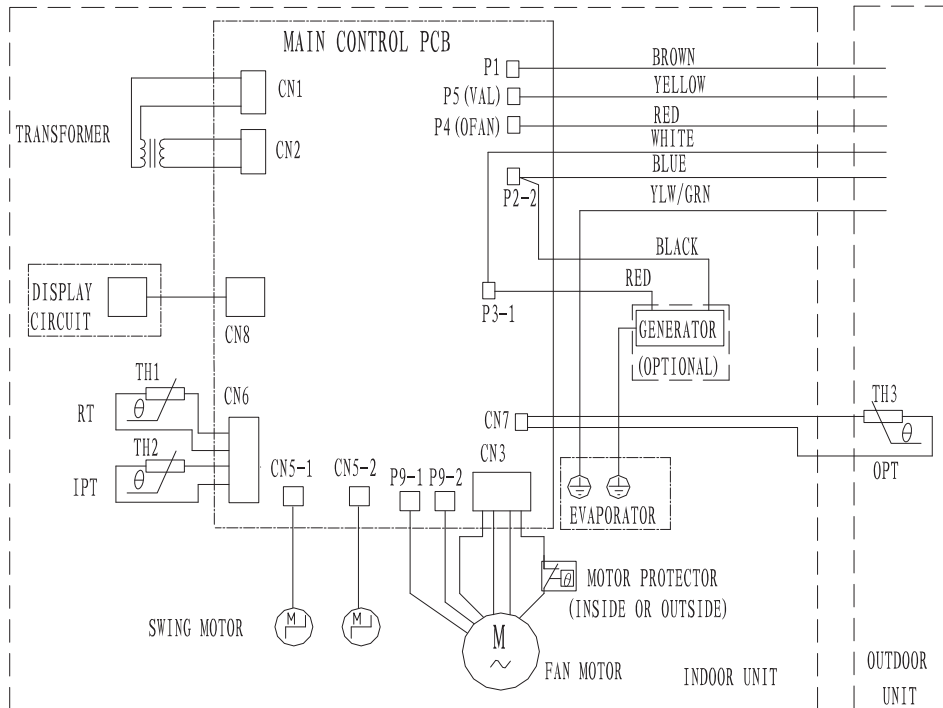 MAIN CONTROL PCB
P1
BROWN
P5 (VAL)
YELLOW
P4 (OFAN)
RED
WHITE
BLUE
P2-2
YLW/GRN
BLACK
RED
P3-1
TRANSFORMER
CN1
CN2
DISPLAY
CIRCUIT
CN8
GENERATOR
(OPTIONAL)
TH1
θ
RT
CN6
TH2
θ
IPT
CN7
TH3
θ
OPT
CN5-1
CN5-2
P9-1
P9-2
CN3
EVAPORATOR
θ
MOTOR PROTECTOR
(INSIDE OR OUTSIDE)
SWING MOTOR
M
M
M
~
FAN MOTOR
INDOOR UNIT
OUTDOOR
UNIT